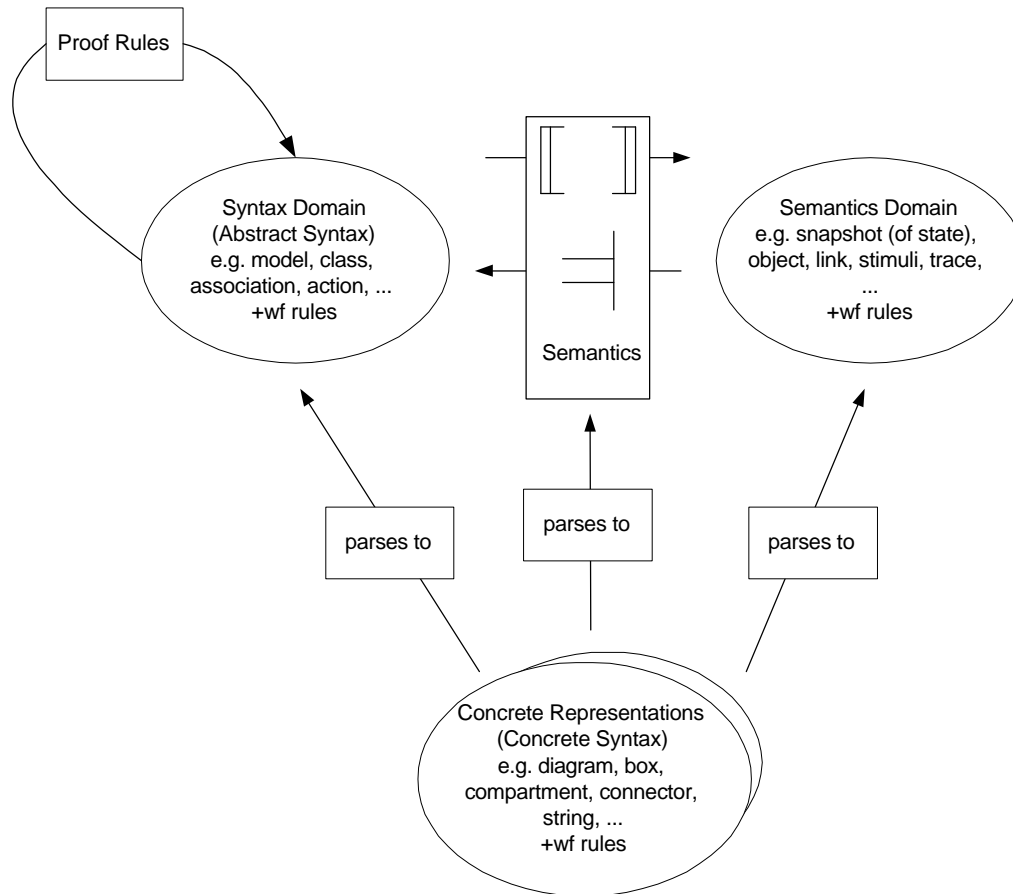 Proof Rules
Syntax Domain
(Abstract Syntax)
e.g. model, class,
association, action, ...
+wf rules
Semantics
Semantics Domain
e.g. snapshot (of state),
object, link, stimuli, trace,
...
+wf rules
parses to
parses to
parses to
Concrete Representations
(Concrete Syntax)
e.g. diagram, box,
compartment, connector,
string, ...
+wf rules